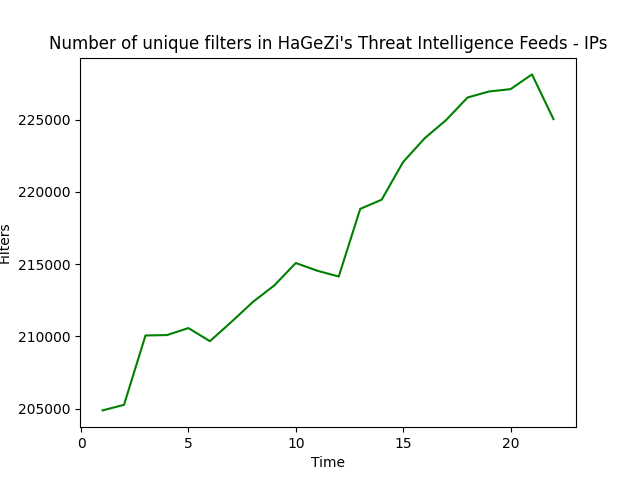 Number of unique filters in HaGeZi's Threat Intelligence Feeds - IPs
225000
220000
215000
210000
205000
Filters
0 5 10 15 20
Time